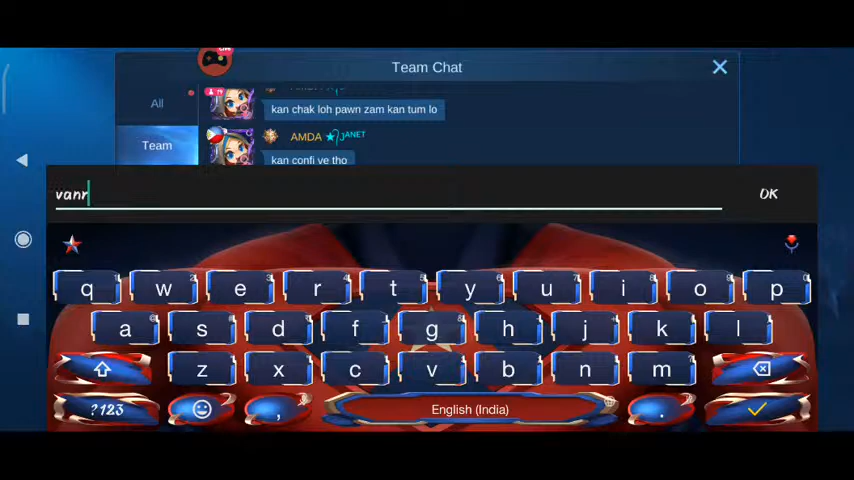 Team Chat
All
kan chak loh pawn zam kan tum lo
AMDA ★JANET
Team
kan confi ve tho
vanr
OK
q w e r t y u i o p
a s d f g h j k l
z x c v b n m
?123 , English (India) .